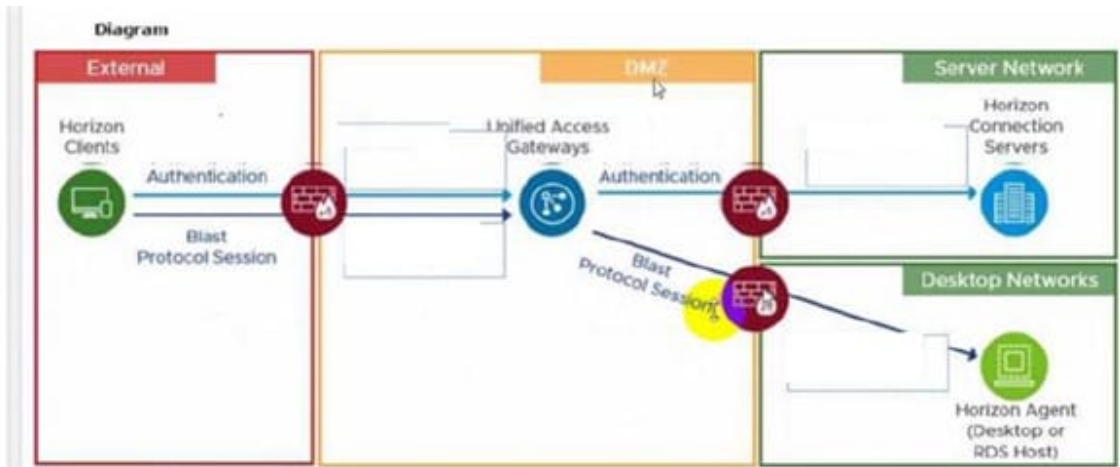 Diagram
External
DMZ
Server Network
Horizon
Clients
Unified Access
Gateways
Horizon
Connection
Servers
Authentication
Authentication
Blast
Protocol Session
Blast
Protocol Session
Desktop Networks
Horizon Agent
(Desktop or
RDS Host)